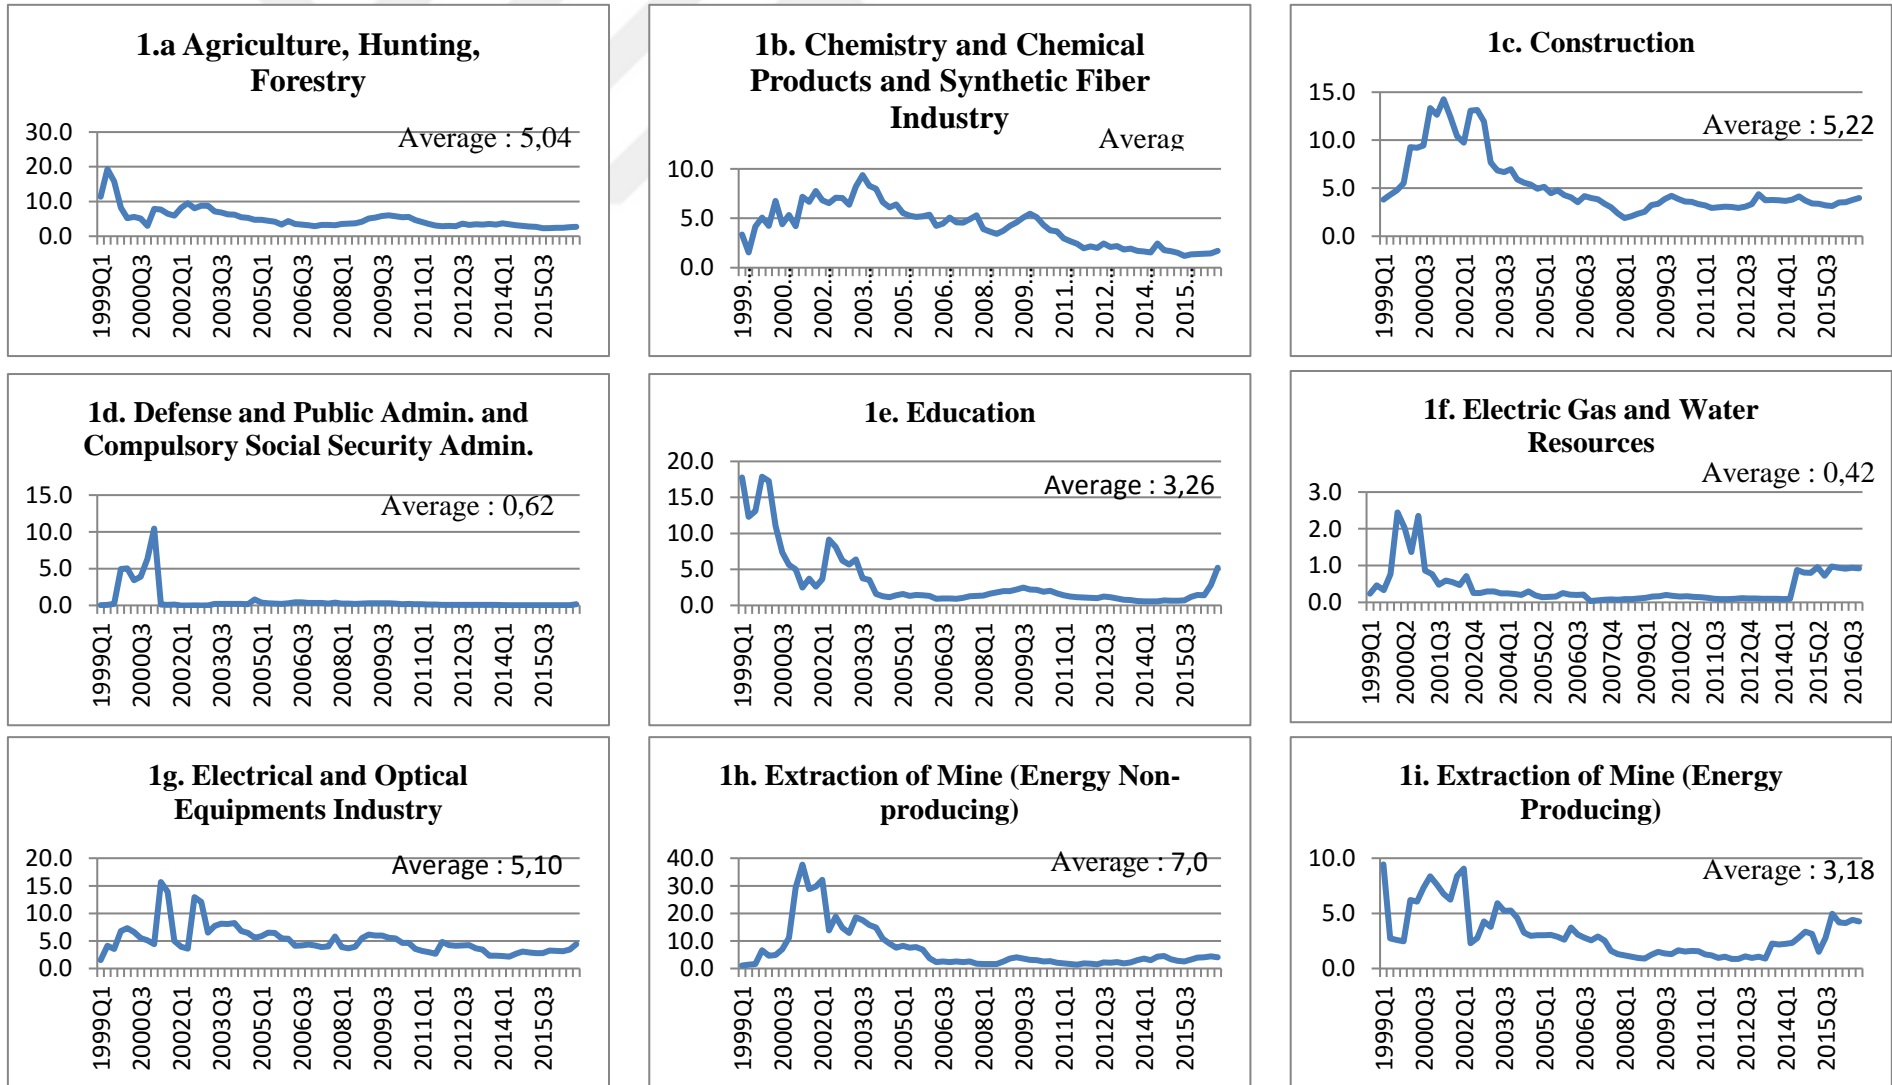 1.a Agriculture, Hunting,
Forestry
Average : 5,04
30.0
20.0
10.0
0.0
1999Q1
2000Q3
2002Q1
2003Q3
2005Q1
2006Q3
2008Q1
2009Q3
2011Q1
2012Q3
2014Q1
2015Q3
1b. Chemistry and Chemical
Products and Synthetic Fiber
Industry
Averag
10.0
5.0
0.0
1999…
2000…
2002…
2003…
2005…
2006…
2008…
2009…
2011…
2012…
2014…
2015…
1c. Construction
Average : 5,22
15.0
10.0
5.0
0.0
1999Q1
2000Q3
2002Q1
2003Q3
2005Q1
2006Q3
2008Q1
2009Q3
2011Q1
2012Q3
2014Q1
2015Q3
1d. Defense and Public Admin. and
Compulsory Social Security Admin.
Average : 0,62
15.0
10.0
5.0
0.0
1999Q1
2000Q3
2002Q1
2003Q3
2005Q1
2006Q3
2008Q1
2009Q3
2011Q1
2012Q3
2014Q1
2015Q3
1e. Education
Average : 3,26
20.0
15.0
10.0
5.0
0.0
1999Q1
2000Q3
2002Q1
2003Q3
2005Q1
2006Q3
2008Q1
2009Q3
2011Q1
2012Q3
2014Q1
2015Q3
1f. Electric Gas and Water
Resources
Average : 0,42
3.0
2.0
1.0
0.0
1999Q1
2000Q2
2001Q3
2002Q4
2004Q1
2005Q2
2006Q3
2007Q4
2009Q1
2010Q2
2011Q3
2012Q4
2014Q1
2015Q2
2016Q3
1g. Electrical and Optical
Equipments Industry
Average : 5,10
20.0
15.0
10.0
5.0
0.0
1999Q1
2000Q3
2002Q1
2003Q3
2005Q1
2006Q3
2008Q1
2009Q3
2011Q1
2012Q3
2014Q1
2015Q3
1h. Extraction of Mine (Energy Non-
producing)
Average : 7,0
40.0
30.0
20.0
10.0
0.0
1999Q1
2000Q3
2002Q1
2003Q3
2005Q1
2006Q3
2008Q1
2009Q3
2011Q1
2012Q3
2014Q1
2015Q3
1i. Extraction of Mine (Energy
Producing)
Average : 3,18
10.0
5.0
0.0
1999Q1
2000Q3
2002Q1
2003Q3
2005Q1
2006Q3
2008Q1
2009Q3
2011Q1
2012Q3
2014Q1
2015Q3